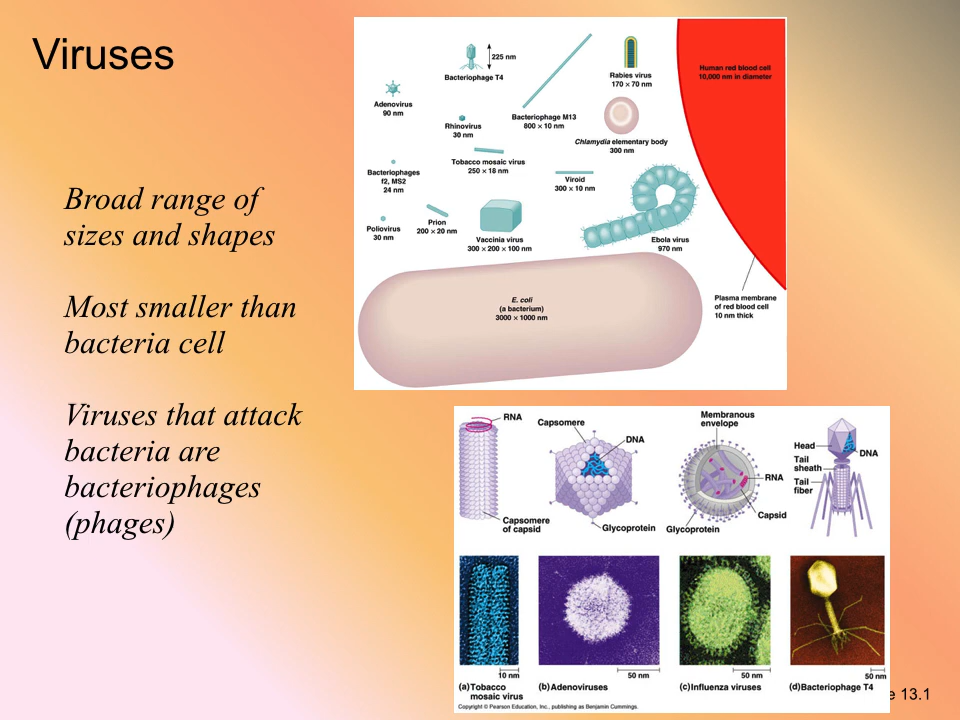 Viruses
Broad range of
sizes and shapes
Most smaller than
bacteria cell
Viruses that attack
bacteria are
bacteriophages
(phages)
225 nm
Bacteriophage T4
Adenovirus
90 nm
Rhinovirus
30 nm
Bacteriophage M13
800 × 10 nm
Rabies virus
170 × 70 nm
Human red blood cell
10,000 nm in diameter
Chlamydia elementary body
300 nm
Bacteriophages
f2, MS2
24 nm
Tobacco mosaic virus
250 × 18 nm
Viroid
300 × 10 nm
Poliovirus
30 nm
Prion
200 × 20 nm
Vaccinia virus
300 × 200 × 100 nm
Ebola virus
970 nm
E. coli
(a bacterium)
3000 × 1000 nm
Plasma membrane
of red blood cell
10 nm thick
RNA
Capsomere
of capsid
Capsomere
DNA
Glycoprotein
Membranous
envelope
RNA
Capsid
Glycoprotein
Head
Tail
sheath
Tail
fiber
DNA
10 nm
50 nm
50 nm
50 nm
(a) Tobacco
mosaic virus
(b) Adenoviruses
(c) Influenza viruses
(d) Bacteriophage T4
Copyright © Pearson Education, Inc., publishing as Benjamin Cummings.
e 13.1